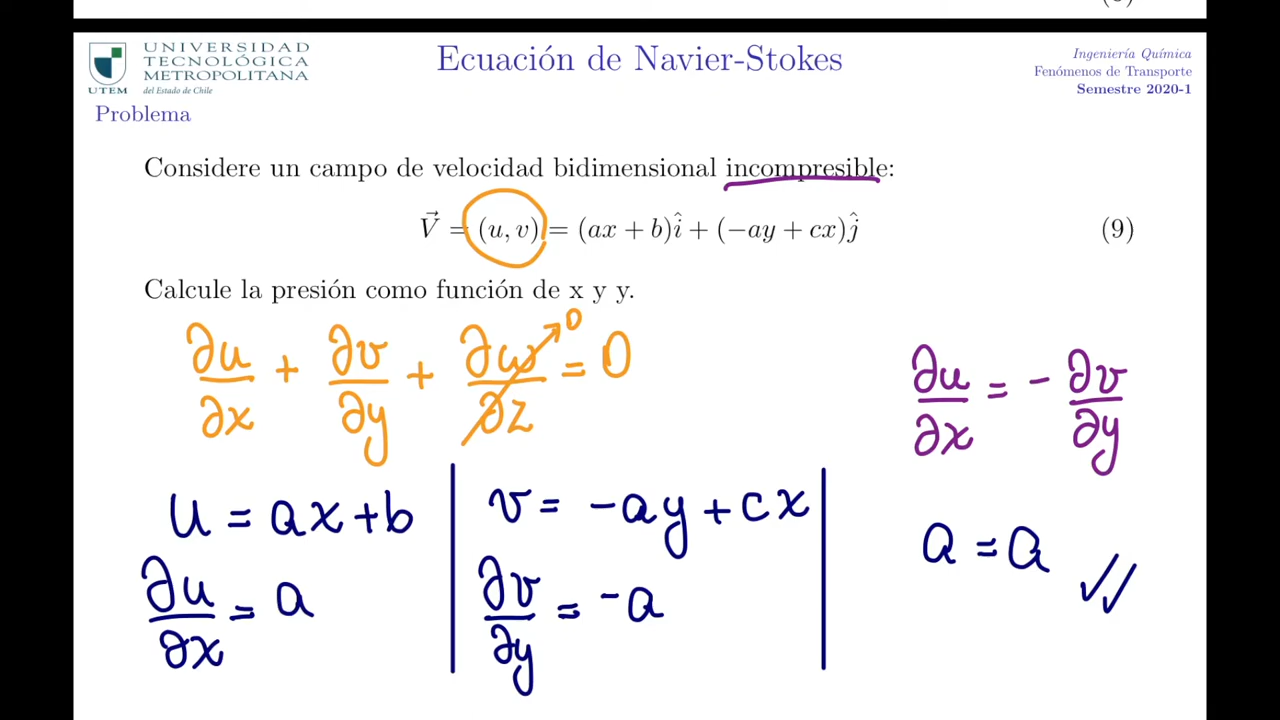 (8)
UNIVERSIDAD
TECNOLÓGICA
METROPOLITANA
UTEM del Estado de Chile
Ecuación de Navier-Stokes
Ingeniería Química
Fenómenos de Transporte
Semestre 2020-1
Problema
Considere un campo de velocidad bidimensional incompresible:
V⃗ = (u, v) = (ax + b)î + (−ay + cx)ĵ (9)
Calcule la presión como función de x y y.
∂u/∂x + ∂v/∂y + ∂w/∂z → 0 = 0
∂u/∂x = - ∂v/∂y
u = ax+b
v = -ay + cx
a = a ✓✓
∂u/∂x = a
∂v/∂y = -a